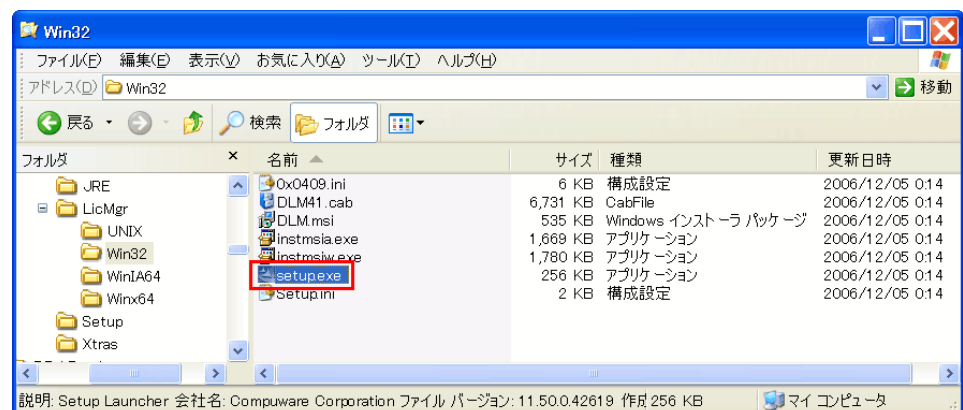 Win32
ファイル(F) 編集(E) 表示(V) お気に入り(A) ツール(T) ヘルプ(H)
アドレス(D) Win32 移動
戻る 検索 フォルダ
フォルダ × 名前 サイズ 種類 更新日時
JRE
LicMgr
UNIX
Win32
WinIA64
Winx64
Setup
Xtras
0x0409.ini 6 KB 構成設定 2006/12/05 0:14
DLM41.cab 6,731 KB CabFile 2006/12/05 0:14
DLM.msi 535 KB Windows インストーラ パッケージ 2006/12/05 0:14
instmsia.exe 1,669 KB アプリケーション 2006/12/05 0:14
instmsiw.exe 1,780 KB アプリケーション 2006/12/05 0:14
setup.exe 256 KB アプリケーション 2006/12/05 0:14
Setup.ini 2 KB 構成設定 2006/12/05 0:14
説明: Setup Launcher 会社名: Compuware Corporation ファイル バージョン: 11.50.0.42619 作成 256 KB マイ コンピュータ